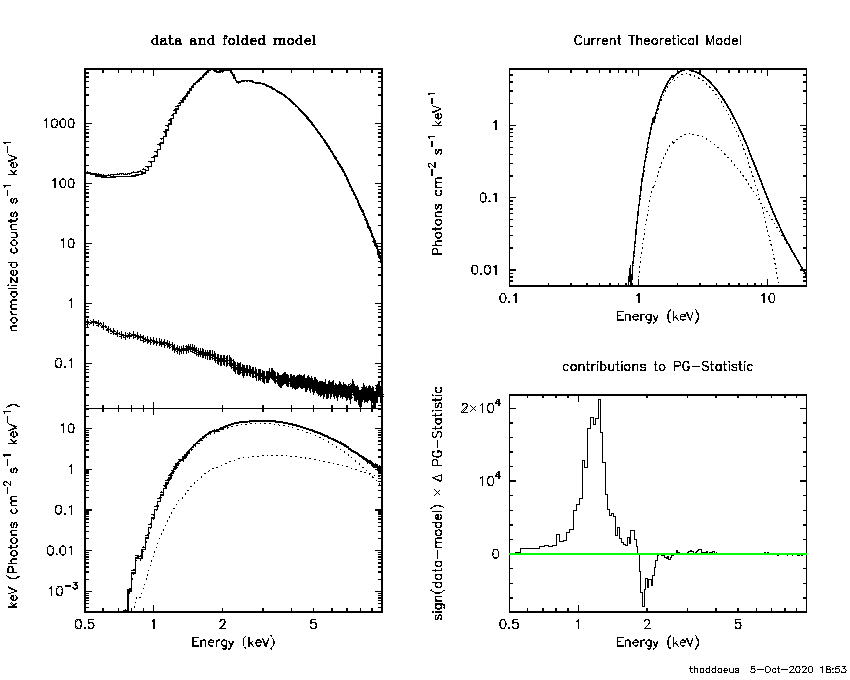 data and folded model
normalized counts s⁻¹ keV⁻¹
1000
100
10
1
0.1
keV (Photons cm⁻² s⁻¹ keV⁻¹)
10
1
0.1
0.01
10⁻³
0.5 1 2 5
Energy (keV)
Current Theoretical Model
Photons cm⁻² s⁻¹ keV⁻¹
1
0.1
0.01
0.1 1 10
Energy (keV)
contributions to PG-Statistic
sign(data-model) × Δ PG-Statistic
2×10⁴
10⁴
0
0.5 1 2 5
Energy (keV)
thaddaeus 5-Oct-2020 18:53